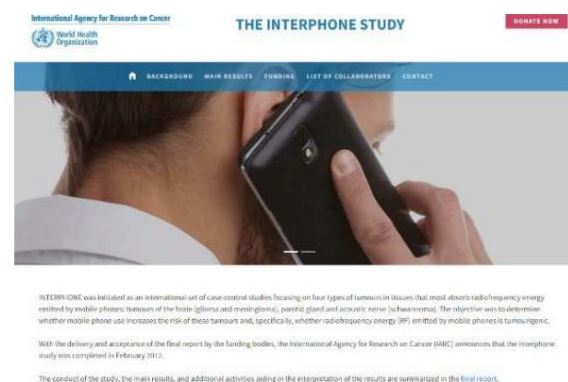 International Agency for Research on Cancer
World Health
Organization
THE INTERPHONE STUDY
DONATE NOW
BACKGROUND MAIN RESULTS FUNDING LIST OF COLLABORATORS CONTACT
INTERPHONE was initiated as an international set of case-control studies focusing on four types of tumours in tissues that most absorb radiofrequency energy
emitted by mobile phones: tumours of the brain (glioma and meningioma), parotid gland and acoustic nerve (schwannoma). The objective was to determine
whether mobile phone use increases the risk of these tumours and, specifically, whether radiofrequency energy (RF) emitted by mobile phones is tumourigenic.
With the delivery and acceptance of the final report by the funding bodies, the International Agency for Research on Cancer (IARC) announces that the Interphone
study was completed in February 2012.
The conduct of the study, the main results, and additional activities aiding in the interpretation of the results are summarized in the final report.